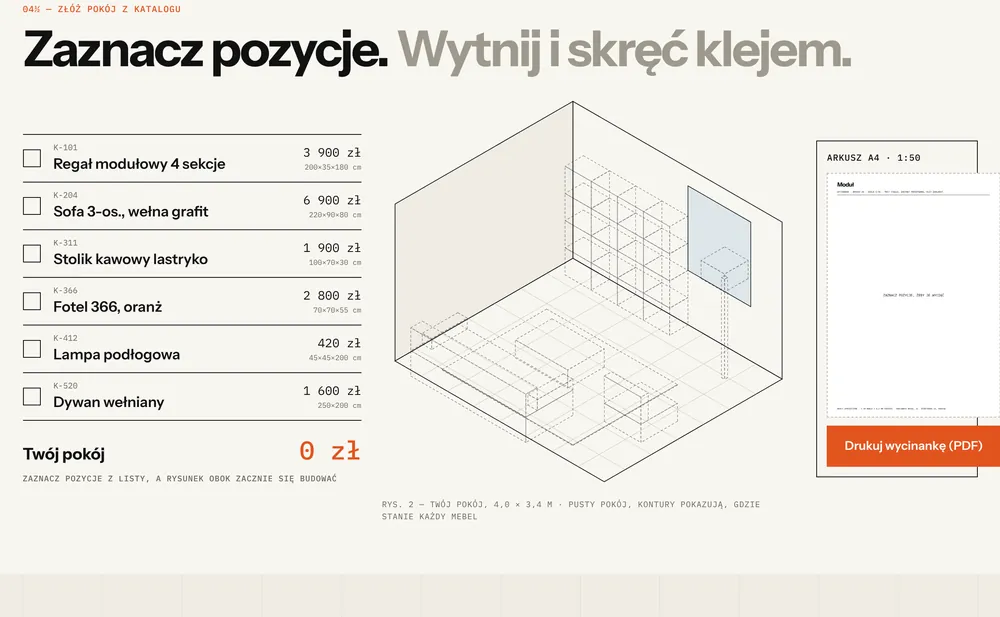 04½ — ZŁÓŻ POKÓJ Z KATALOGU
Zaznacz pozycje. Wytnij i skręć klejem.
K-101
Regał modułowy 4 sekcje
3 900 zł
200×35×180 cm
K-204
Sofa 3-os., wełna grafit
6 900 zł
220×90×80 cm
K-311
Stolik kawowy lastryko
1 900 zł
100×70×30 cm
K-366
Fotel 366, oranż
2 800 zł
70×70×55 cm
K-412
Lampa podłogowa
420 zł
45×45×200 cm
K-520
Dywan wełniany
1 600 zł
250×200 cm
Twój pokój
0 zł
ZAZNACZ POZYCJE Z LISTY, A RYSUNEK OBOK ZACZNIE SIĘ BUDOWAĆ
RYS. 2 — TWÓJ POKÓJ, 4,0 × 3,4 M · PUSTY POKÓJ, KONTURY POKAZUJĄ, GDZIE
STANIE KAŻDY MEBEL
ARKUSZ A4 · 1:50
Moduł
ZAZNACZ POZYCJE, ŻEBY JE WYCIĄĆ
Drukuj wycinankę (PDF)